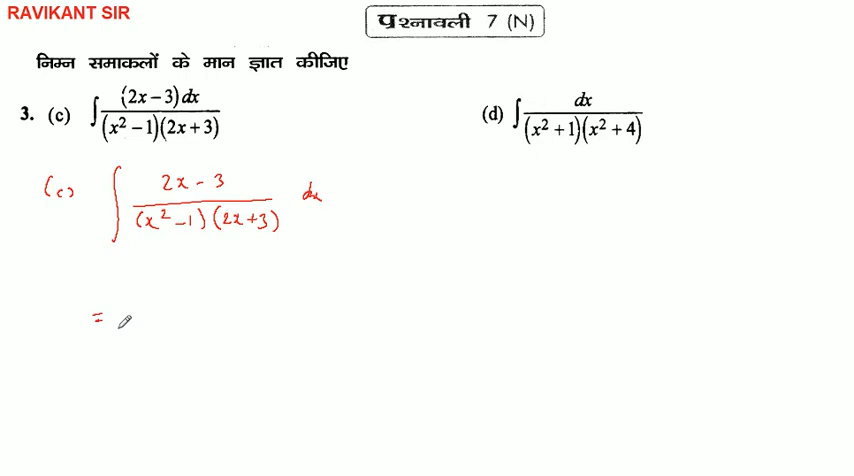 RAVIKANT SIR
प्रश्नावली 7 (N)
निम्न समाकलों के मान ज्ञात कीजिए
3. (c) ∫ (2x − 3) dx / (x² − 1)(2x + 3) (d) ∫ dx / (x² + 1)(x² + 4)
(c) ∫ 2x − 3 / (x² − 1)(2x + 3) dx
=